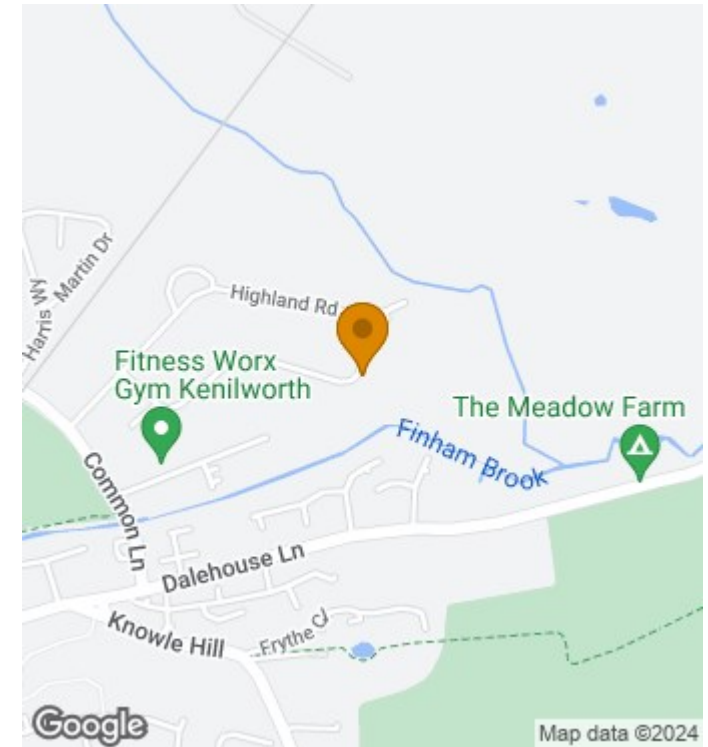 Martin Dr
Harris Wy
Highland Rd
Fitness Worx
Gym Kenilworth
The Meadow Farm
Finham Brook
Common Ln
Dalehouse Ln
Knowle Hill
Frythe Cl
Google
Map data ©2024